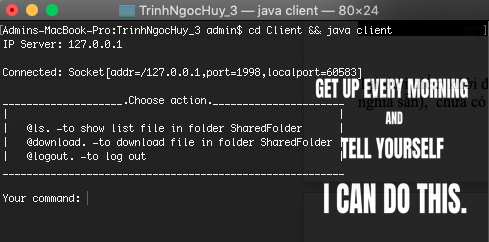 TrinhNgocHuy_3 — java client — 80×24
[Admins-MacBook-Pro:TrinhNgocHuy_3 admin$ cd Client && java client
IP Server: 127.0.0.1
Connected: Socket[addr=/127.0.0.1,port=1998,localport=60583]
____________________.Choose action._____________________
|
| @ls. -to show list file in folder SharedFolder |
| @download. -to download file in folder SharedFolder |
| @logout. -to log out
Your command:
GET UP EVERY MORNING
AND
TELL YOURSELF
I CAN DO THIS.
nghĩa sẵn), chưa có